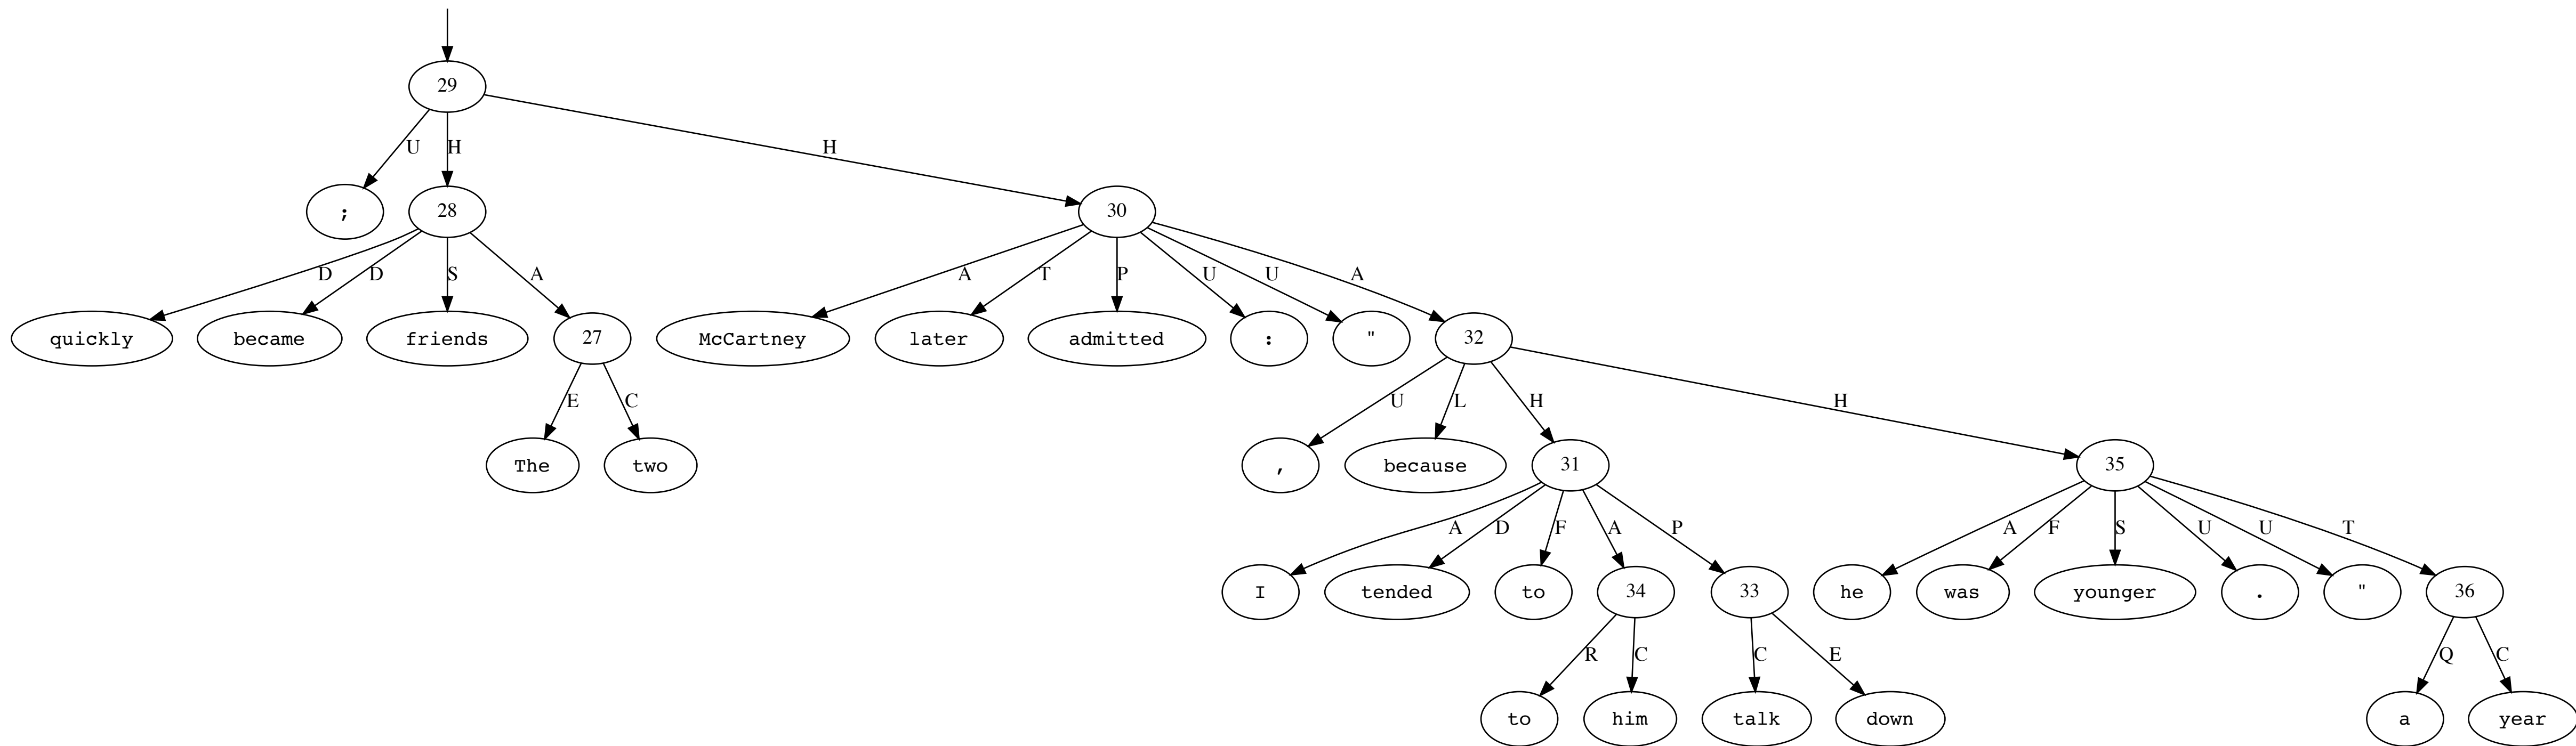 29
U H H
; 28 30
D D S A A T P U U A
quickly became friends 27 McCartney later admitted : " 32
E C U L H H
The two , because 31 35
A D F A P A F S U U T
I tended to 34 33 he was younger . " 36
R C C E Q C
to him talk down a year